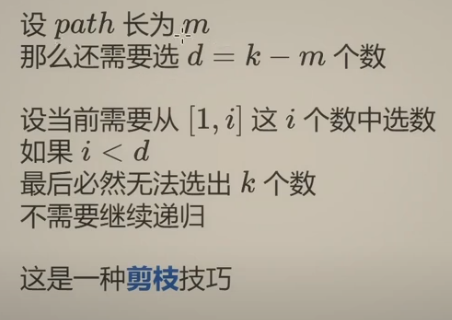 设 path 长为 m
那么还需要选 d = k − m 个数
设当前需要从 [1, i] 这 i 个数中选数
如果 i < d
最后必然无法选出 k 个数
不需要继续递归
这是一种剪枝技巧